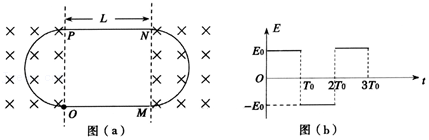 L
P N
O M
图 (a)
E
E₀
O T₀ 2T₀ 3T₀ t
−E₀
图 (b)